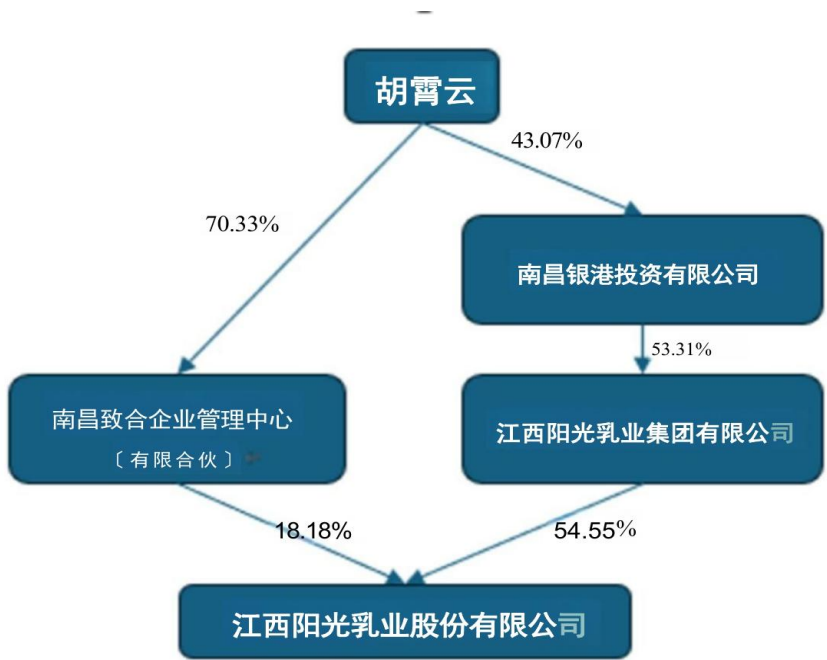 胡霄云
43.07%
70.33%
南昌银港投资有限公司
53.31%
南昌致合企业管理中心
〔有限合伙〕
江西阳光乳业集团有限公司
18.18%
54.55%
江西阳光乳业股份有限公司